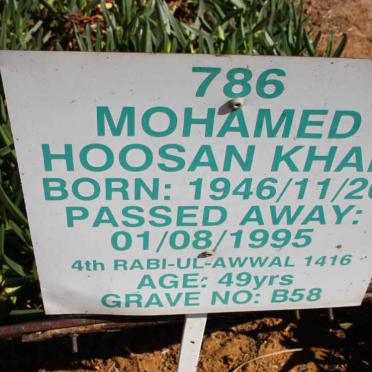 786
MOHAMED
HOOSAN KHA
BORN: 1946/11/2
PASSED AWAY:
01/08/1995
4th RABI-UL-AWWAL 1416
AGE: 49yrs
GRAVE NO: B58